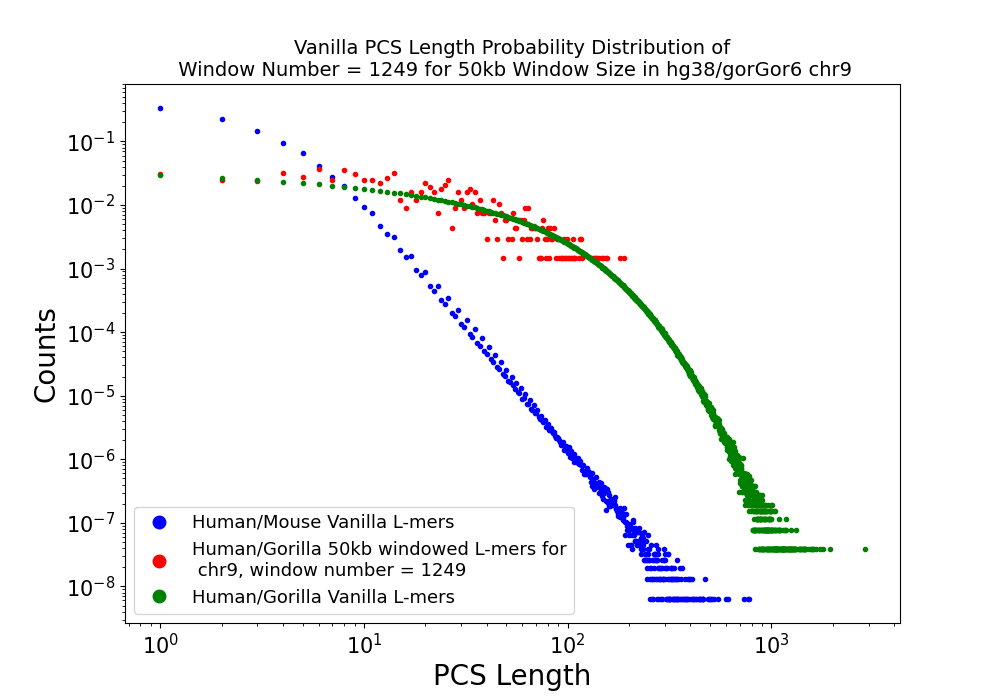 Vanilla PCS Length Probability Distribution of
Window Number = 1249 for 50kb Window Size in hg38/gorGor6 chr9
Counts
10⁻¹
10⁻²
10⁻³
10⁻⁴
10⁻⁵
10⁻⁶
10⁻⁷
10⁻⁸
Human/Mouse Vanilla L-mers
Human/Gorilla 50kb windowed L-mers for
chr9, window number = 1249
Human/Gorilla Vanilla L-mers
10⁰ 10¹ 10² 10³
PCS Length